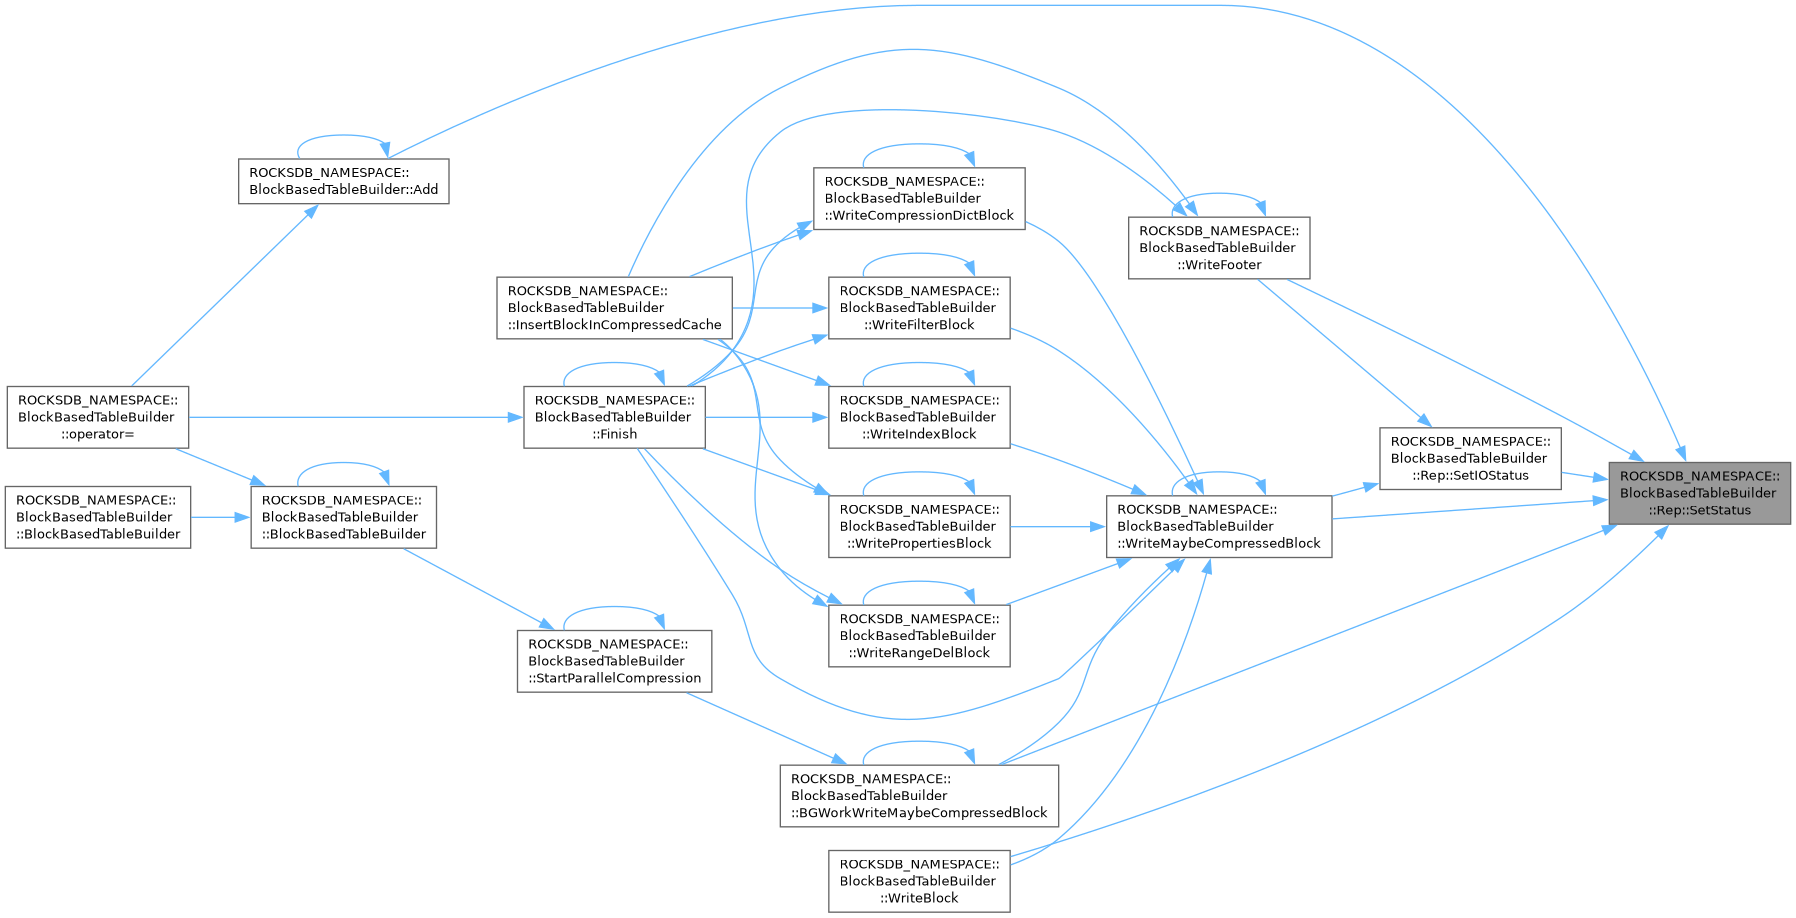 ROCKSDB_NAMESPACE::
BlockBasedTableBuilder::Add
ROCKSDB_NAMESPACE::
BlockBasedTableBuilder
::WriteCompressionDictBlock
ROCKSDB_NAMESPACE::
BlockBasedTableBuilder
::WriteFooter
ROCKSDB_NAMESPACE::
BlockBasedTableBuilder
::InsertBlockInCompressedCache
ROCKSDB_NAMESPACE::
BlockBasedTableBuilder
::WriteFilterBlock
ROCKSDB_NAMESPACE::
BlockBasedTableBuilder
::operator=
ROCKSDB_NAMESPACE::
BlockBasedTableBuilder
::Finish
ROCKSDB_NAMESPACE::
BlockBasedTableBuilder
::WriteIndexBlock
ROCKSDB_NAMESPACE::
BlockBasedTableBuilder
::Rep::SetIOStatus
ROCKSDB_NAMESPACE::
BlockBasedTableBuilder
::Rep::SetStatus
ROCKSDB_NAMESPACE::
BlockBasedTableBuilder
::BlockBasedTableBuilder
ROCKSDB_NAMESPACE::
BlockBasedTableBuilder
::BlockBasedTableBuilder
ROCKSDB_NAMESPACE::
BlockBasedTableBuilder
::WritePropertiesBlock
ROCKSDB_NAMESPACE::
BlockBasedTableBuilder
::WriteMaybeCompressedBlock
ROCKSDB_NAMESPACE::
BlockBasedTableBuilder
::WriteRangeDelBlock
ROCKSDB_NAMESPACE::
BlockBasedTableBuilder
::StartParallelCompression
ROCKSDB_NAMESPACE::
BlockBasedTableBuilder
::BGWorkWriteMaybeCompressedBlock
ROCKSDB_NAMESPACE::
BlockBasedTableBuilder
::WriteBlock